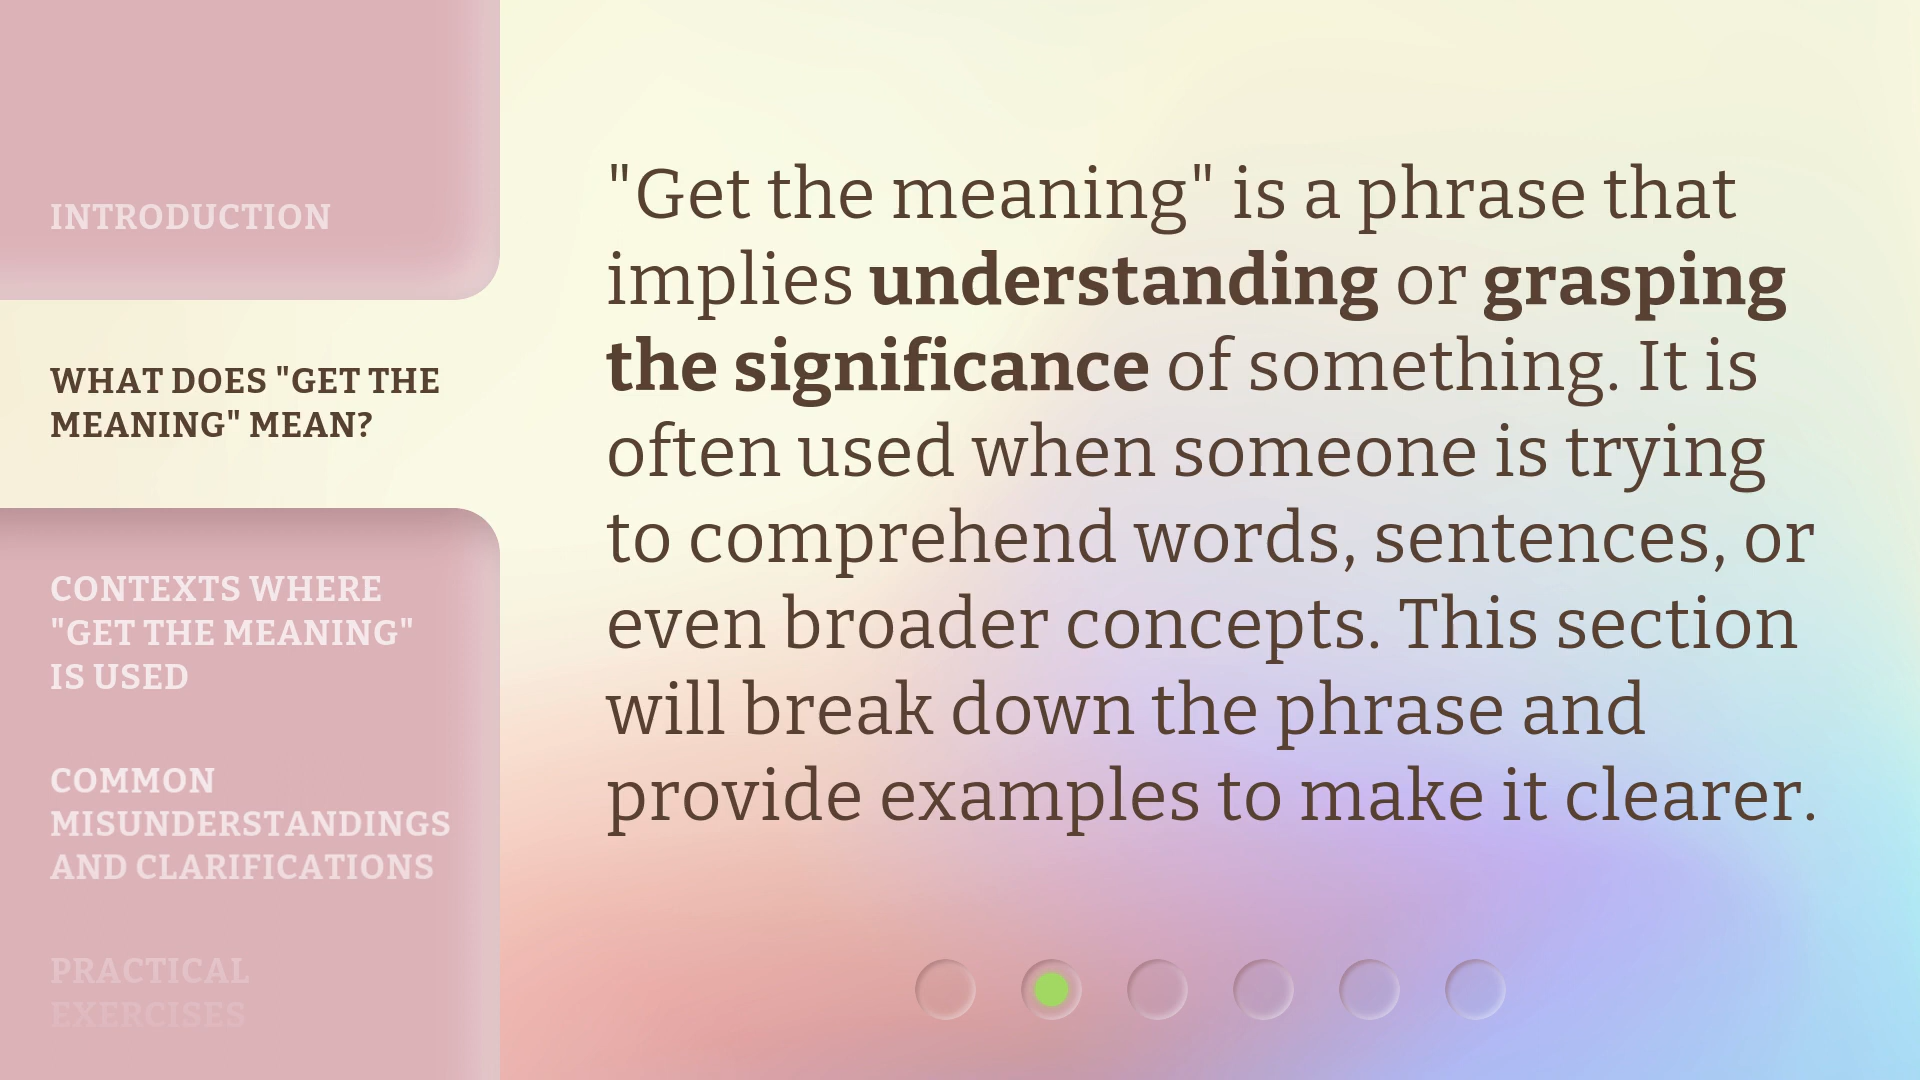 INTRODUCTION
WHAT DOES "GET THE
MEANING" MEAN?
CONTEXTS WHERE
"GET THE MEANING"
IS USED
COMMON
MISUNDERSTANDINGS
AND CLARIFICATIONS
PRACTICAL
EXERCISES
"Get the meaning" is a phrase that
implies understanding or grasping
the significance of something. It is
often used when someone is trying
to comprehend words, sentences, or
even broader concepts. This section
will break down the phrase and
provide examples to make it clearer.